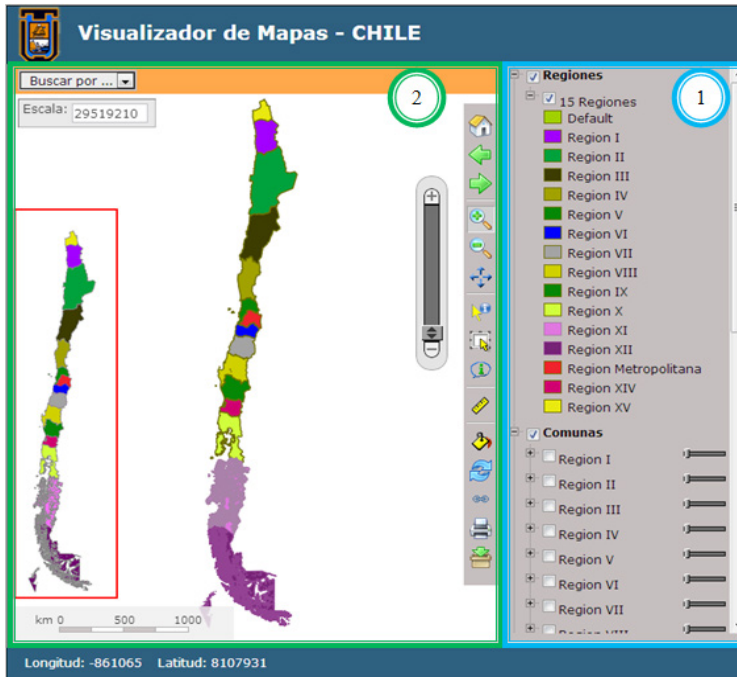 Visualizador de Mapas - CHILE
Buscar por ...
2
Escala: 29519210
km 0 500 1000
1
Regiones
15 Regiones
Default
Region I
Region II
Region III
Region IV
Region V
Region VI
Region VII
Region VIII
Region IX
Region X
Region XI
Region XII
Region Metropolitana
Region XIV
Region XV
Comunas
Region I
Region II
Region III
Region IV
Region V
Region VI
Region VII
Region VIII
Longitud: -861065 Latitud: 8107931